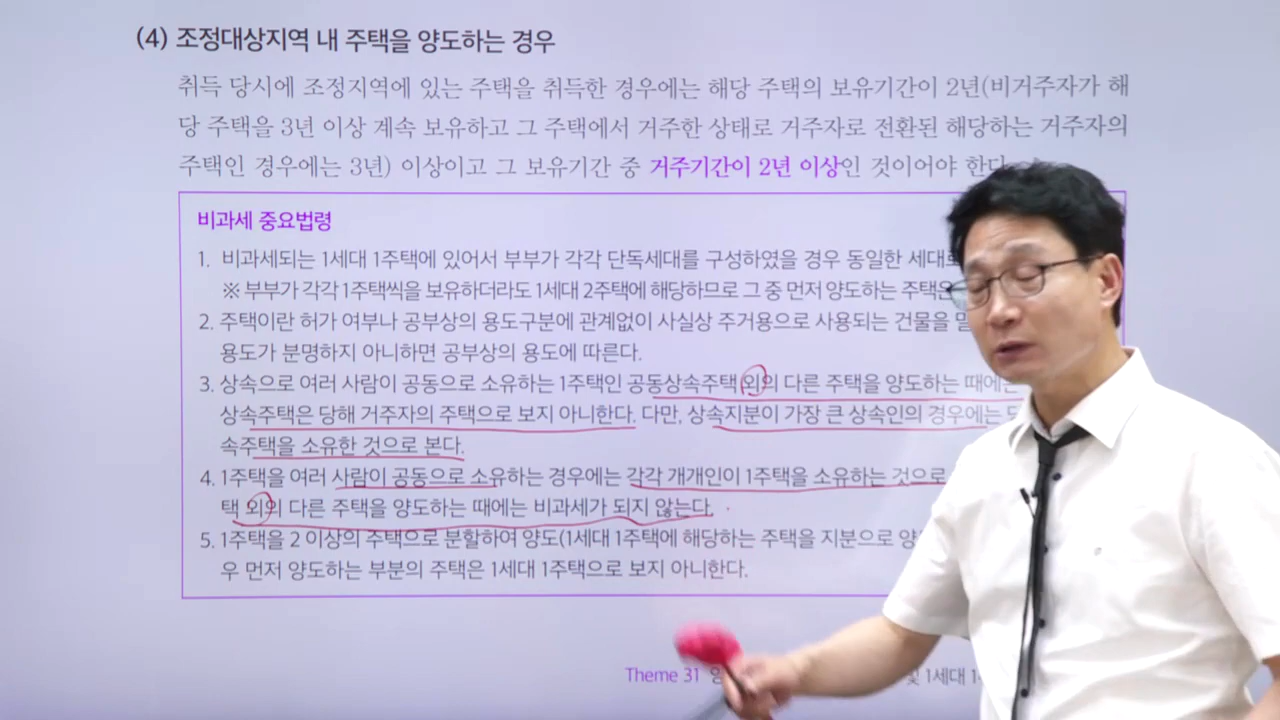 (4) 조정대상지역 내 주택을 양도하는 경우
취득 당시에 조정지역에 있는 주택을 취득한 경우에는 해당 주택의 보유기간이 2년(비거주자가 해
당 주택을 3년 이상 계속 보유하고 그 주택에서 거주한 상태로 거주자로 전환된 해당하는 거주자의
주택인 경우에는 3년) 이상이고 그 보유기간 중 거주기간이 2년 이상인 것이어야 한다
비과세 중요법령
1. 비과세되는 1세대 1주택에 있어서 부부가 각각 단독세대를 구성하였을 경우 동일한
※ 부부가 각각 1주택씩을 보유하더라도 1세대 2주택에 해당하므로 그 중 먼저 양도하는
2. 주택이란 허가 여부나 공부상의 용도구분에 관계없이 사실상 주거용으로 사용되는 건물을
용도가 분명하지 아니하면 공부상의 용도에 따른다.
3. 상속으로 여러 사람이 공동으로 소유하는 1주택인 공동상속주택 외의 다른 주택을 양도하는 때에는
상속주택은 당해 거주자의 주택으로 보지 아니한다. 다만, 상속지분이 가장 큰 상속인의 경우에는
속주택을 소유한 것으로 본다.
4. 1주택을 여러 사람이 공동으로 소유하는 경우에는 각각 개개인이 1주택을 소유하는 것으로
택 외의 다른 주택을 양도하는 때에는 비과세가 되지 않는다.
5. 1주택을 2 이상의 주택으로 분할하여 양도(1세대 1주택에 해당하는 주택을 지분으로
우 먼저 양도하는 부분의 주택은 1세대 1주택으로 보지 아니한다.
Theme 31 및 1세대